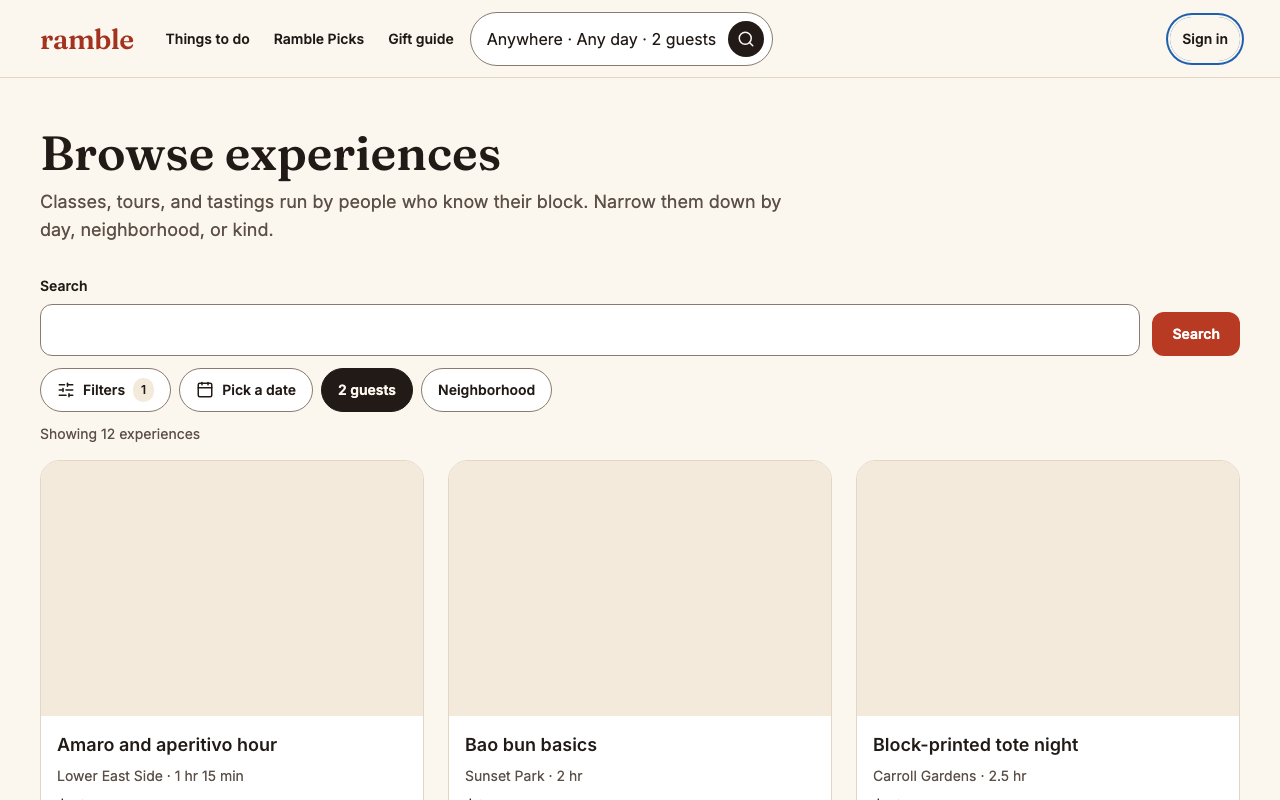 ramble
Things to do
Ramble Picks
Gift guide
Anywhere · Any day · 2 guests
Sign in
Browse experiences
Classes, tours, and tastings run by people who know their block. Narrow them down by
day, neighborhood, or kind.
Search
Search
Filters 1
Pick a date
2 guests
Neighborhood
Showing 12 experiences
Amaro and aperitivo hour
Lower East Side · 1 hr 15 min
Bao bun basics
Sunset Park · 2 hr
Block-printed tote night
Carroll Gardens · 2.5 hr